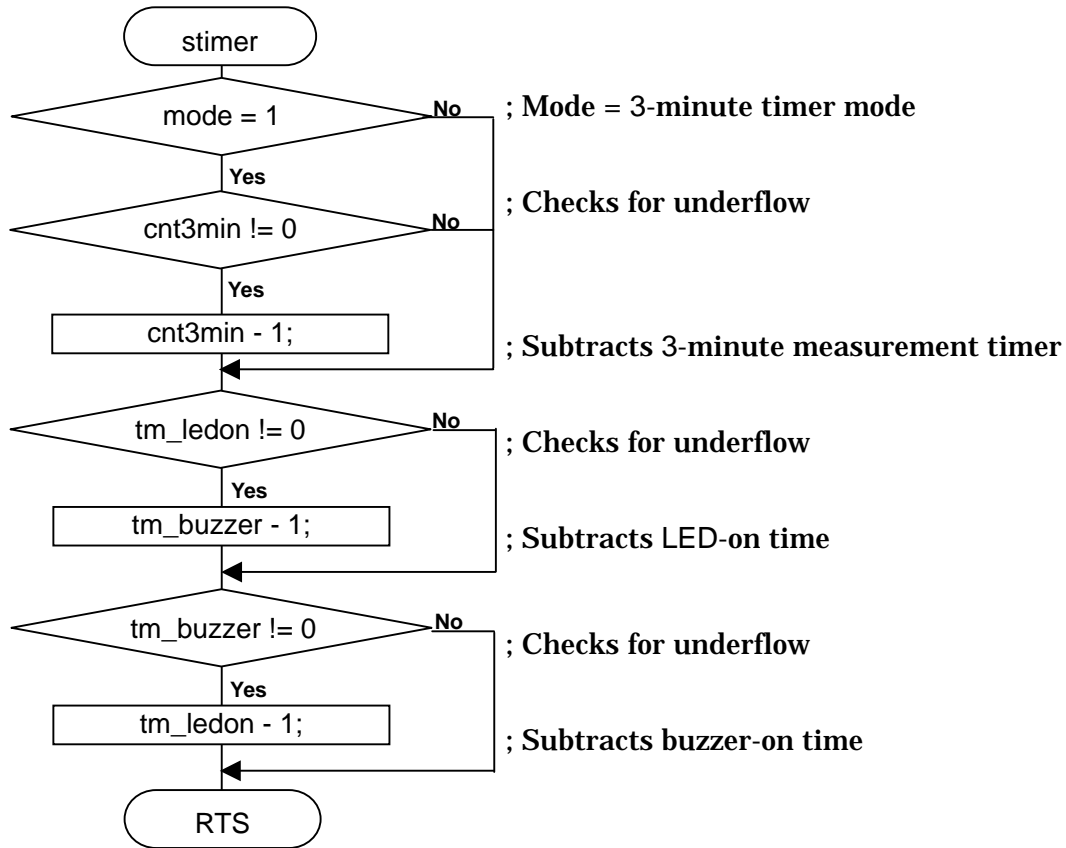 stimer
mode = 1
No
; Mode = 3-minute timer mode
Yes
; Checks for underflow
cnt3min != 0
No
Yes
cnt3min - 1;
; Subtracts 3-minute measurement timer
tm_ledon != 0
No
; Checks for underflow
Yes
tm_buzzer - 1;
; Subtracts LED-on time
tm_buzzer != 0
No
; Checks for underflow
Yes
tm_ledon - 1;
; Subtracts buzzer-on time
RTS